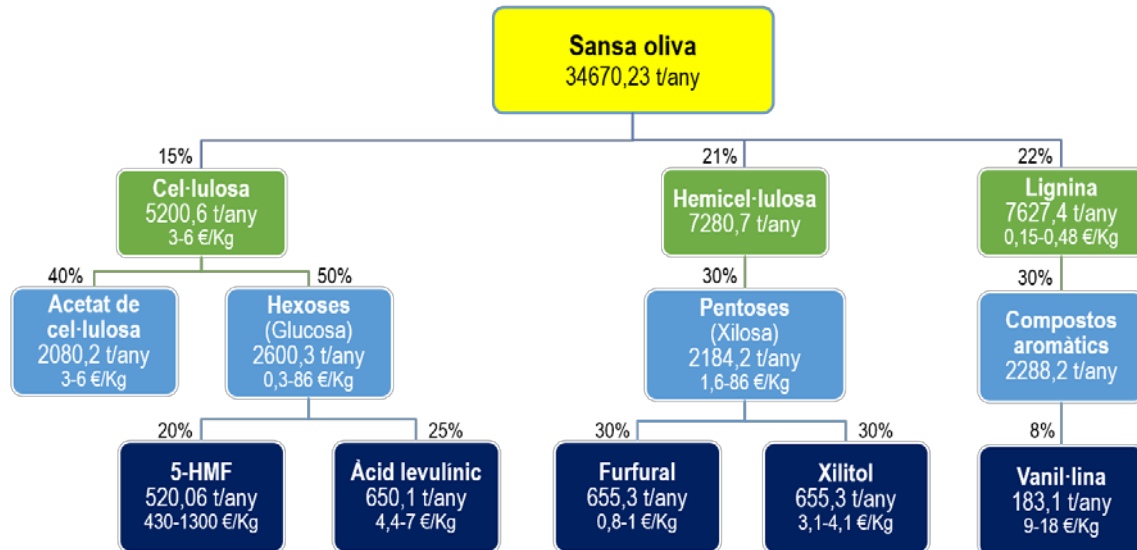 Sansa oliva
34670,23 t/any
15%
21%
22%
Cel·lulosa
5200,6 t/any
3-6 €/Kg
Hemicel·lulosa
7280,7 t/any
Lignina
7627,4 t/any
0,15-0,48 €/Kg
40%
50%
30%
30%
Acetat de
cel·lulosa
2080,2 t/any
3-6 €/Kg
Hexoses
(Glucosa)
2600,3 t/any
0,3-86 €/Kg
Pentoses
(Xilosa)
2184,2 t/any
1,6-86 €/Kg
Compostos
aromàtics
2288,2 t/any
20%
25%
30%
30%
8%
5-HMF
520,06 t/any
430-1300 €/Kg
Àcid levulínic
650,1 t/any
4,4-7 €/Kg
Furfural
655,3 t/any
0,8-1 €/Kg
Xilitol
655,3 t/any
3,1-4,1 €/Kg
Vanil·lina
183,1 t/any
9-18 €/Kg